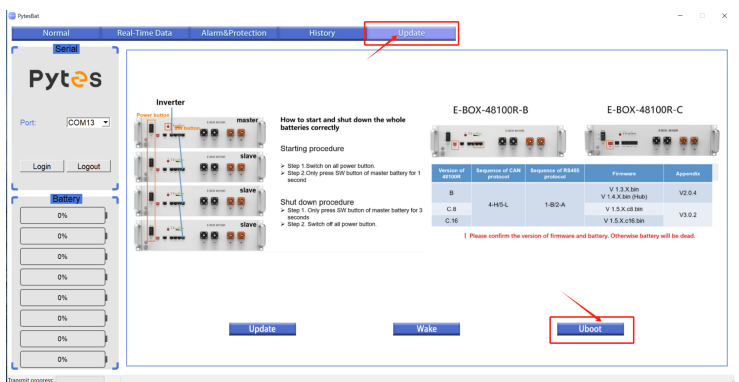 PytesBat
Normal
Real-Time Data
Alarm&Protection
History
Update
Serial
Pytes
Port:
COM13
Login
Logout
Battery
0%
0%
0%
0%
0%
0%
0%
0%
Inverter
Power button
SW button
master
slave
slave
slave
How to start and shut down the whole
batteries correctly
Starting procedure
➢ Step 1.Switch on all power button.
➢ Step 2.Only press SW button of master battery for 1
second
Shut down procedure
➢ Step 1. Only press SW button of master battery for 3
seconds
➢ Step 2. Switch off all power button.
E-BOX-48100R-B
E-BOX-48100R-C
Version of 48100R
Sequence of CAN protocol
Sequence of RS485 protocol
Firmware
Appendix
B
4-H/5-L
1-B/2-A
V 1.3.X.bin
V 1.4.X.bin (Hub)
V2.0.4
C.8
V 1.5.X.c8.bin
V3.0.2
C.16
V 1.5.X.c16.bin
! Please confirm the version of firmware and battery. Otherwise battery will be dead.
Update
Wake
Uboot
Transmit progress: